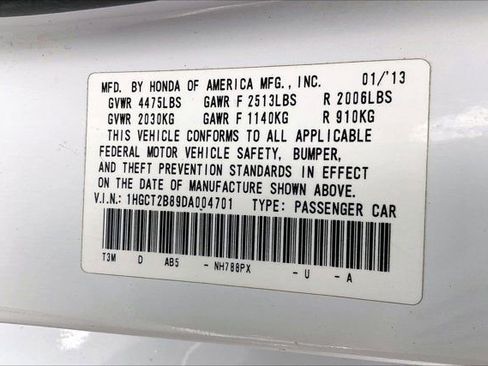 MFD. BY HONDA OF AMERICA MFG., INC. 01/'13
GVWR 4475LBS GAWR F 2513LBS R 2006LBS
GVWR 2030KG GAWR F 1140KG R 910KG
THIS VEHICLE CONFORMS TO ALL APPLICABLE
FEDERAL MOTOR VEHICLE SAFETY, BUMPER,
AND THEFT PREVENTION STANDARDS IN EFFECT
ON THE DATE OF MANUFACTURE SHOWN ABOVE.
V.I.N.: 1HGCT2B89DA004701 TYPE: PASSENGER CAR
T3M D AB5 - NH788PX - U - A